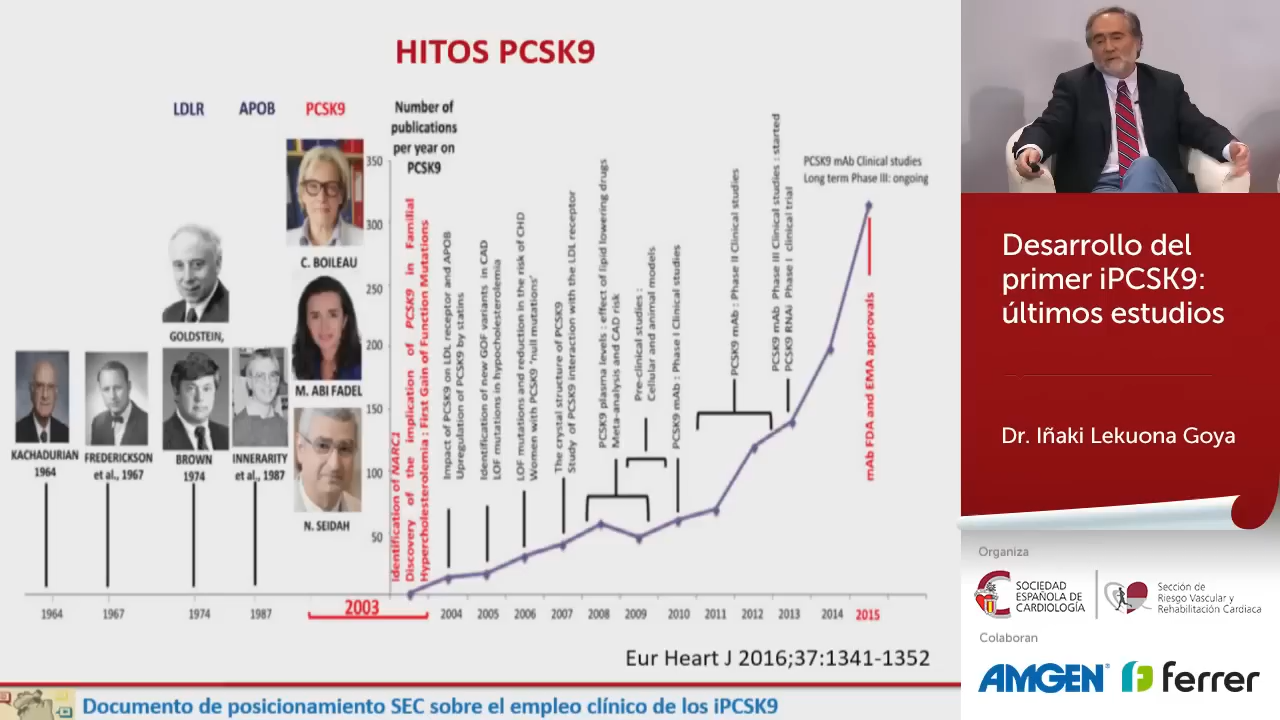 HITOS PCSK9
LDLR
APOB
PCSK9
Number of
publications
per year on
PCSK9
350
300
250
200
150
100
50
C. BOILEAU
M. ABI FADEL
N. SEIDAH
GOLDSTEIN,
BROWN
1974
KACHADURIAN
1964
FREDERICKSON
et al., 1967
INNERARITY
et al., 1987
Identification of NARC1
Discovery of the implication of PCSK9 in Familial
Hypercholesterolemia : First Gain of Function Mutations
Impact of PCSK9 on LDL receptor and APOB
Upregulation of PCSK9 by statins
Identification of new GOF variants in CAD
LOF mutations in hypocholesterolemia
LOF mutations and reduction in the risk of CHD
Women with PCSK9 'null mutations'
The crystal structure of PCSK9
Study of PCSK9 interaction with the LDL receptor
PCSK9 plasma levels : effect of lipid lowering drugs
Meta-analysis and CAD risk
Pre-clinical studies :
Cellular and animal models
PCSK9 mAb : Phase I Clinical studies
PCSK9 mAb : Phase II Clinical studies
PCSK9 mAb Phase III Clinical studies : started
PCSK9 RNAi Phase I clinical trial
PCSK9 mAb Clinical studies
Long term Phase III: ongoing
mAb FDA and EMA approvals
1964
1967
1974
1987
2003
2004
2005
2006
2007
2008
2009
2010
2011
2012
2013
2014
2015
Eur Heart J 2016;37:1341-1352
Documento de posicionamiento SEC sobre el empleo clínico de los iPCSK9
Desarrollo del
primer iPCSK9:
últimos estudios
Dr. Iñaki Lekuona Goya
Organiza
SOCIEDAD
ESPAÑOLA DE
CARDIOLOGÍA
Sección de
Riesgo Vascular y
Rehabilitación Cardiaca
Colaboran
AMGEN®
ferrer